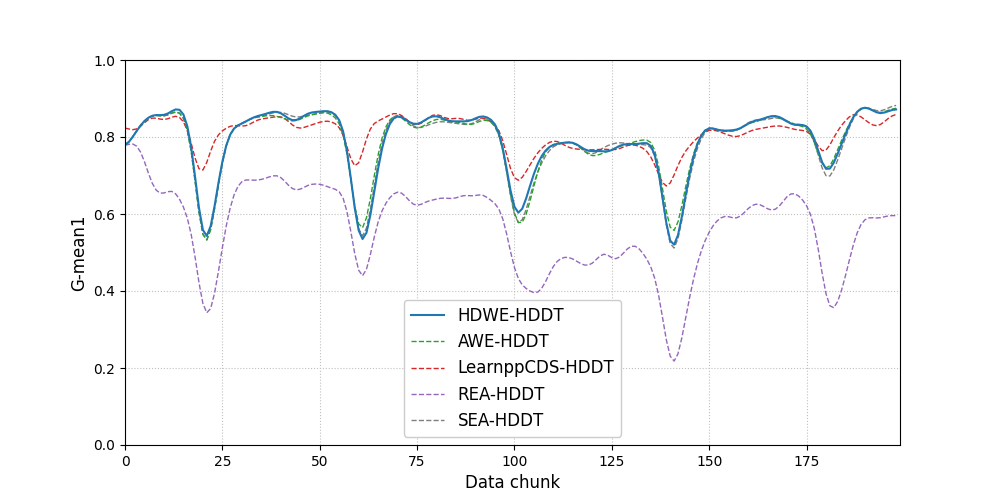 1.0
0.8
0.6
0.4
0.2
0.0
G-mean1
HDWE-HDDT
AWE-HDDT
LearnppCDS-HDDT
REA-HDDT
SEA-HDDT
0 25 50 75 100 125 150 175
Data chunk